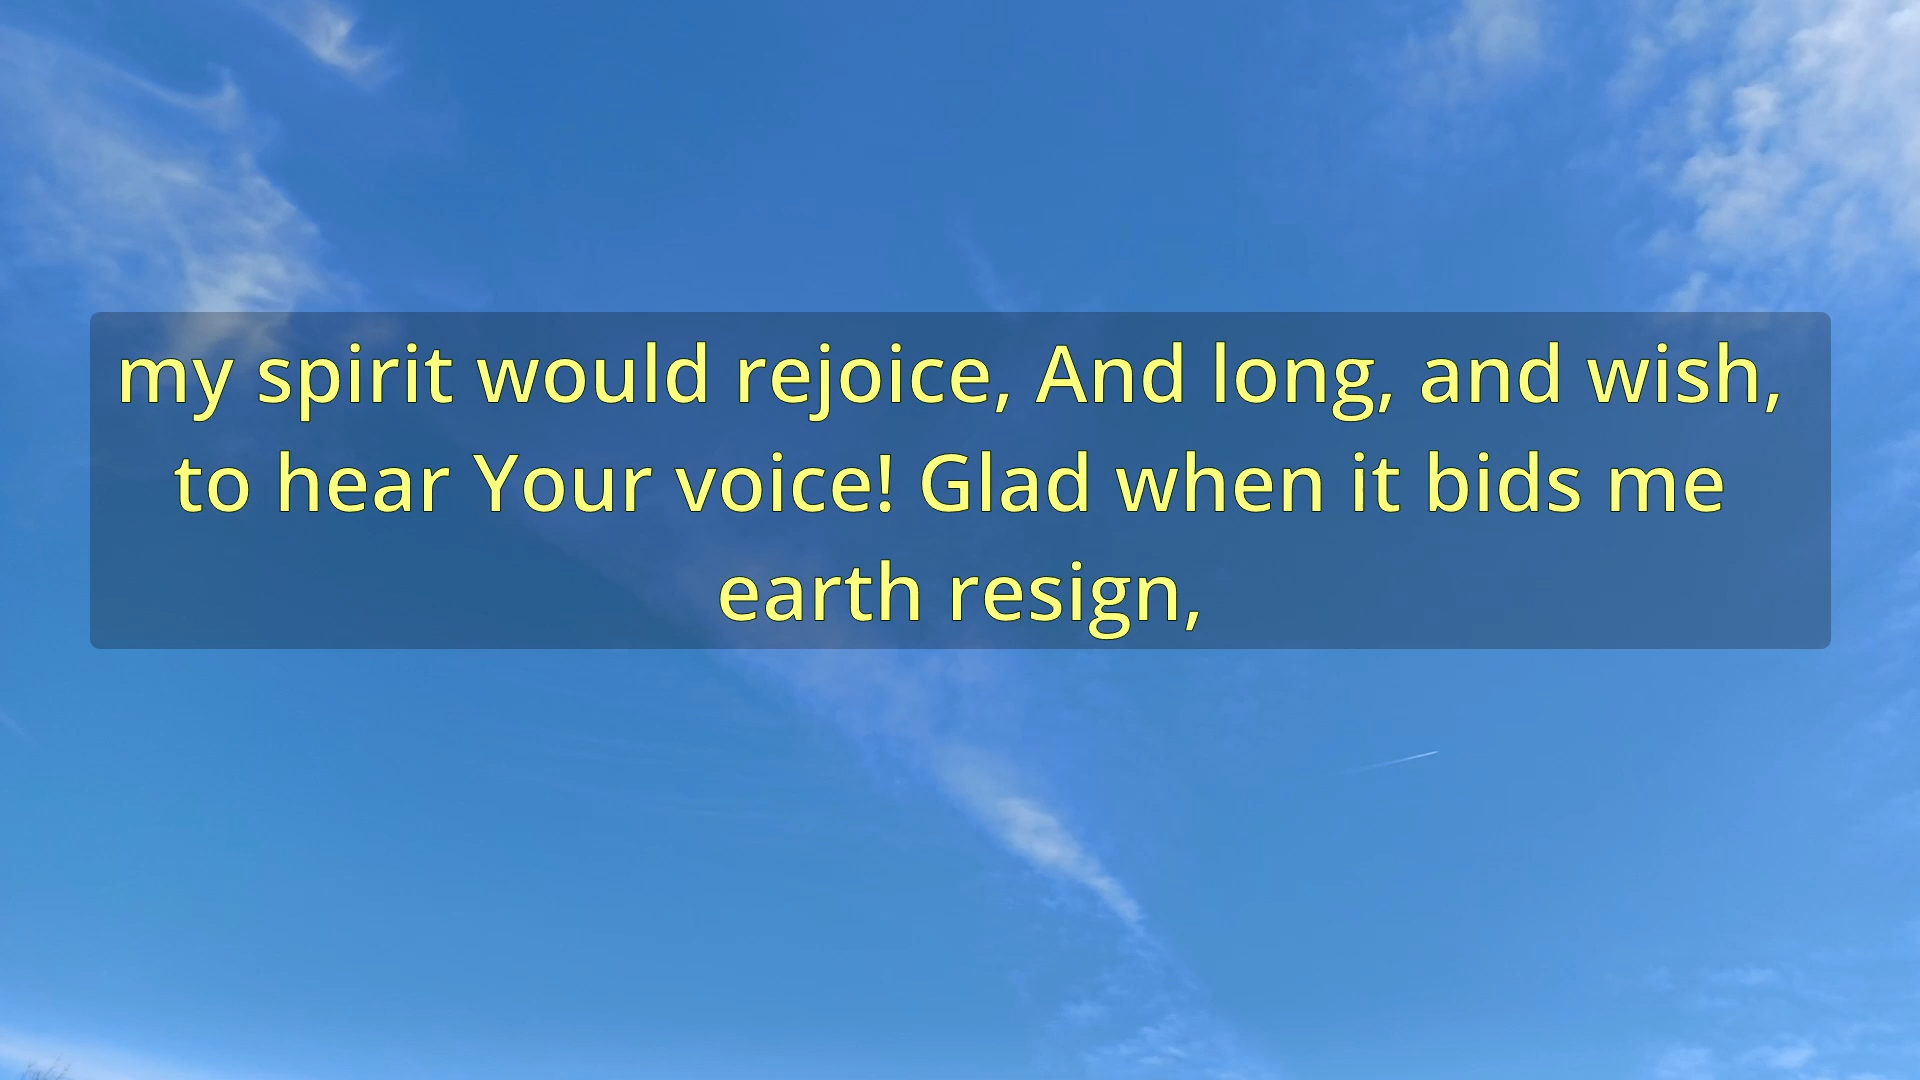 my spirit would rejoice, And long, and wish,
to hear Your voice! Glad when it bids me
earth resign,